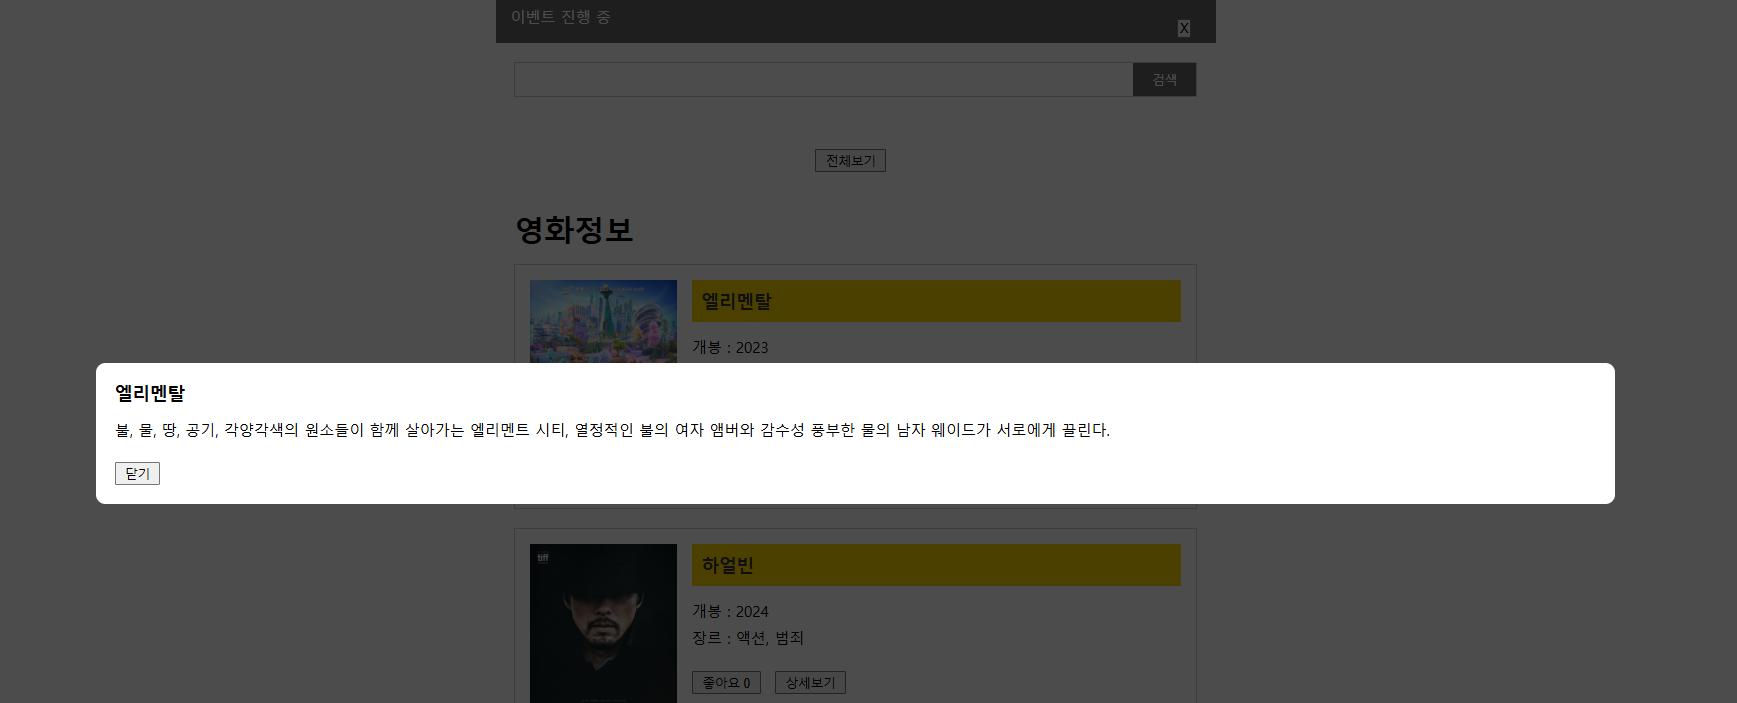 이벤트 진행 중
X
검색
전체보기
영화정보
엘리멘탈
개봉 : 2023
엘리멘탈
불, 물, 땅, 공기, 각양각색의 원소들이 함께 살아가는 엘리멘트 시티, 열정적인 불의 여자 앰버와 감수성 풍부한 물의 남자 웨이드가 서로에게 끌린다.
닫기
tiff
하얼빈
개봉 : 2024
장르 : 액션, 범죄
좋아요 0 상세보기